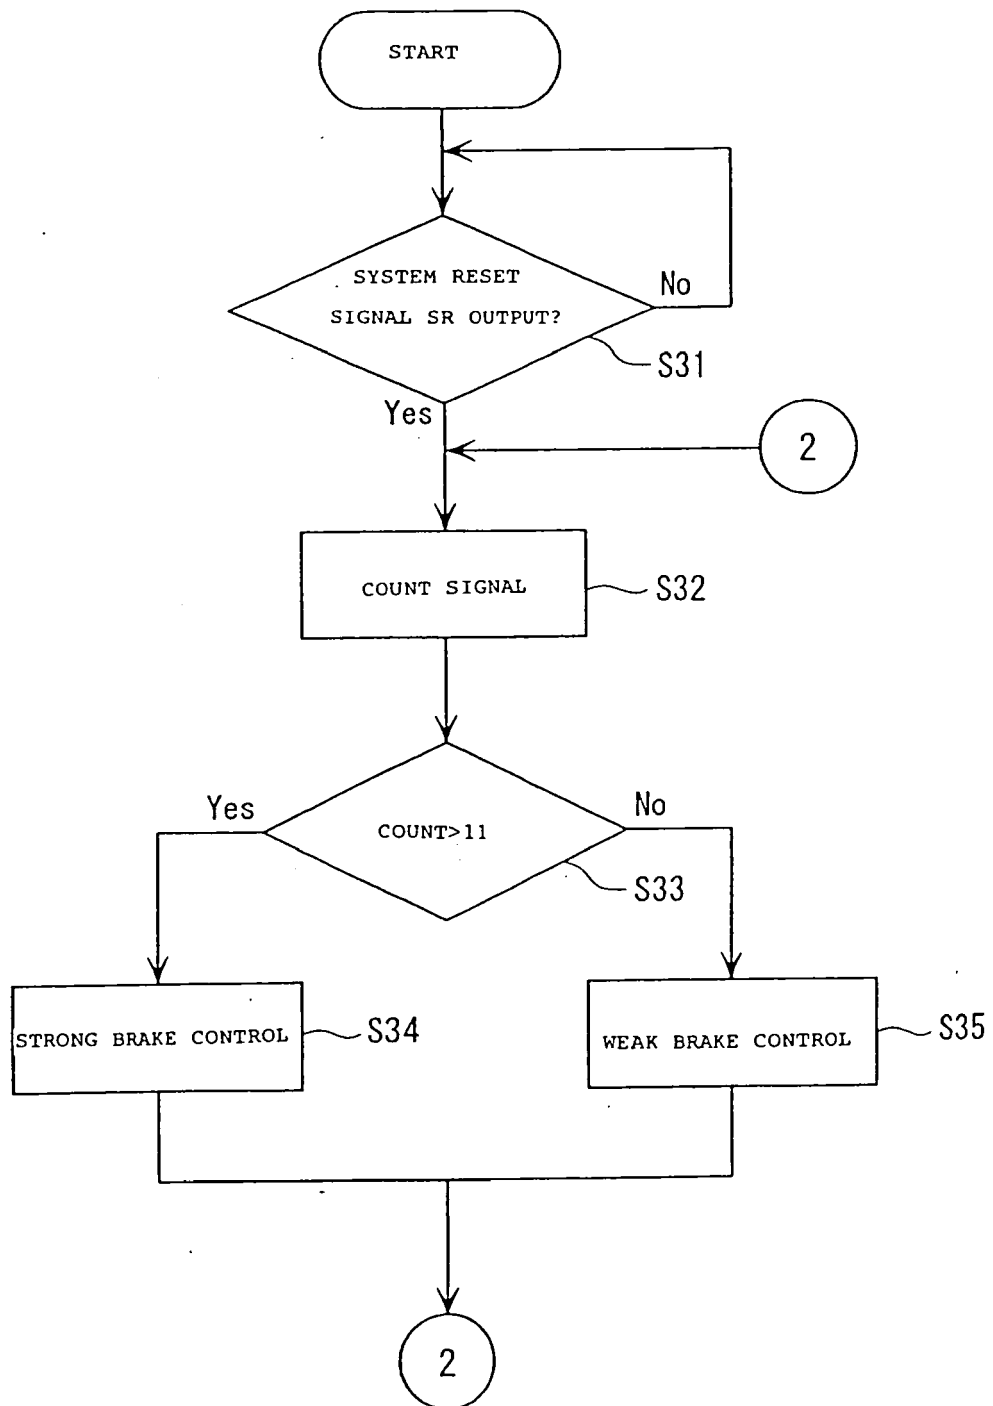 START
SYSTEM RESET
SIGNAL SR OUTPUT?
No
S31
Yes
2
COUNT SIGNAL
S32
Yes
No
COUNT>11
S33
STRONG BRAKE CONTROL
S34
WEAK BRAKE CONTROL
S35
2